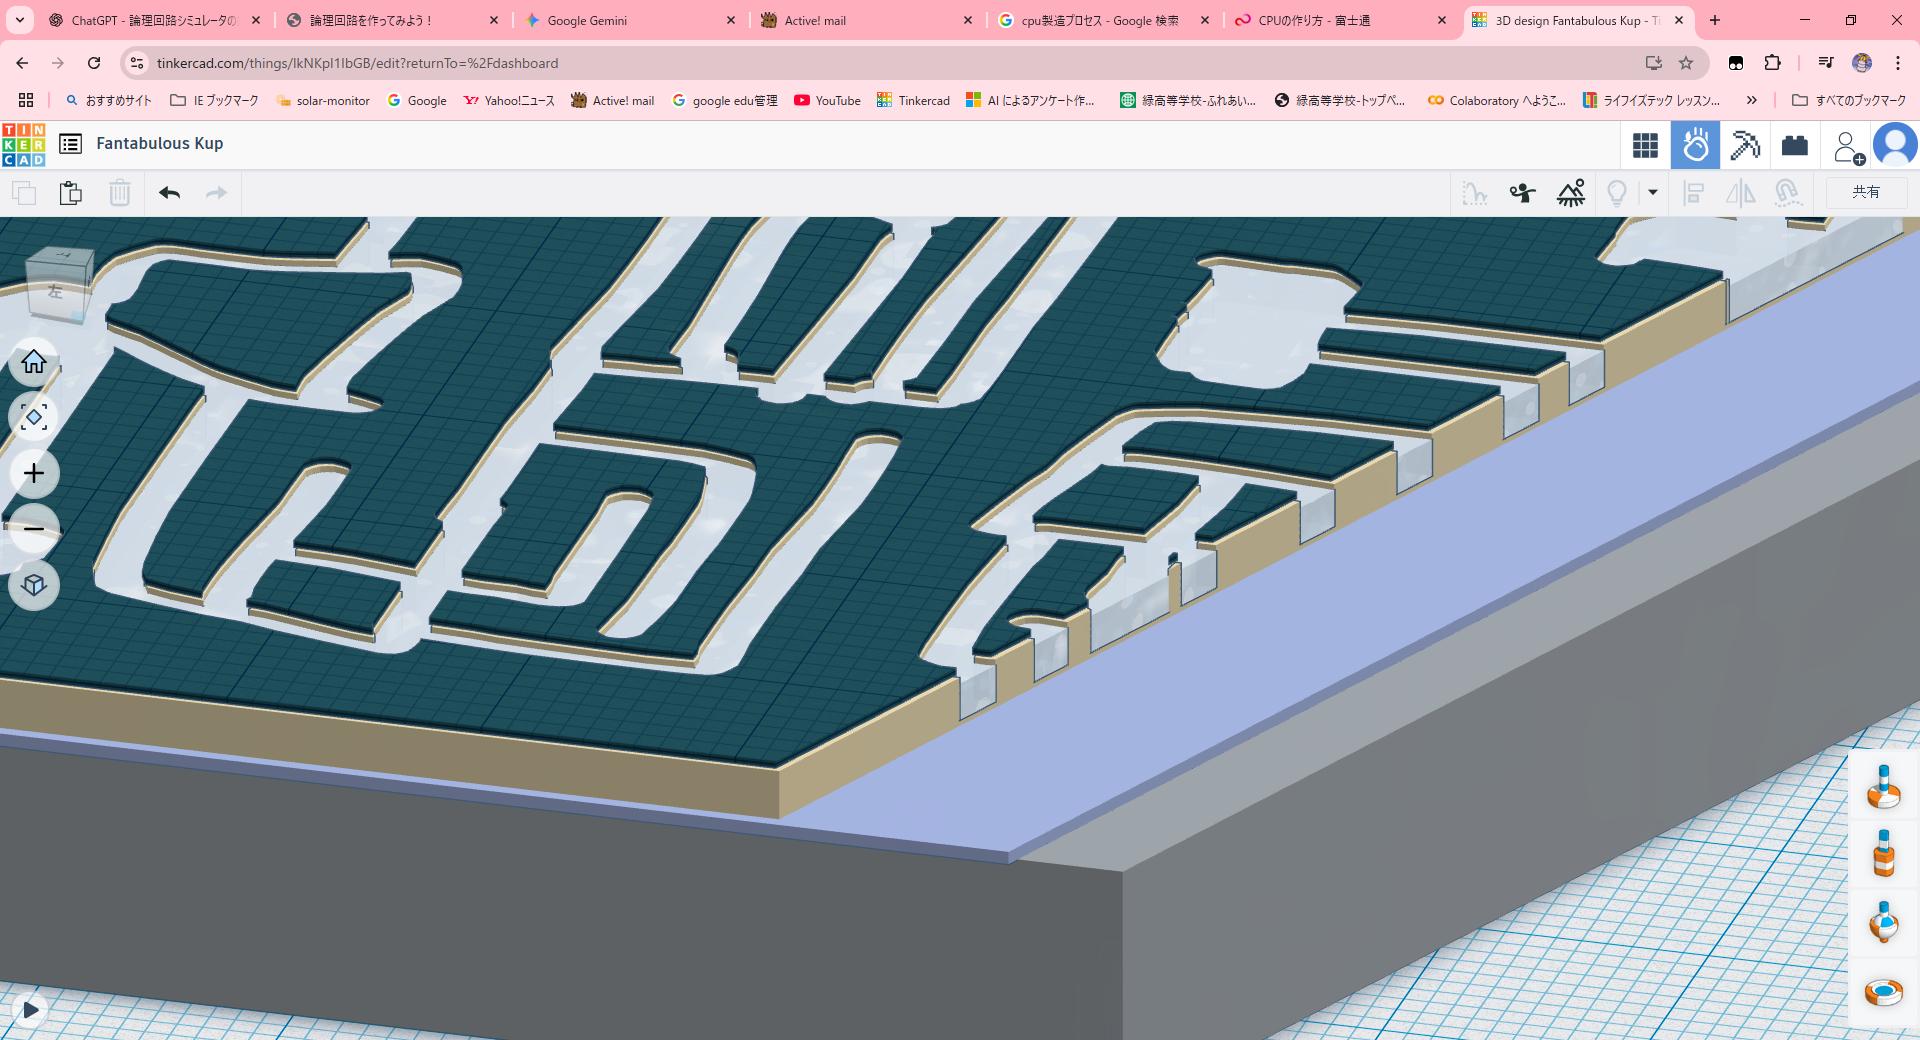 ChatGPT - 論理回路シミュレータの
論理回路を作ってみよう！
Google Gemini
Active! mail
cpu製造プロセス - Google 検索
CPUの作り方 - 富士通
3D design Fantabulous Kup - Ti
tinkercad.com/things/lkNKpI1IbGB/edit?returnTo=%2Fdashboard
おすすめサイト
IE ブックマーク
solar-monitor
Google
Yahoo!ニュース
Active! mail
google edu管理
YouTube
Tinkercad
AI によるアンケート作...
緑高等学校-ふれあい...
緑高等学校-トップペ...
Colaboratory へようこ...
ライフイズテック レッスン...
すべてのブックマーク
TIN
KER
CAD
Fantabulous Kup
共有
左